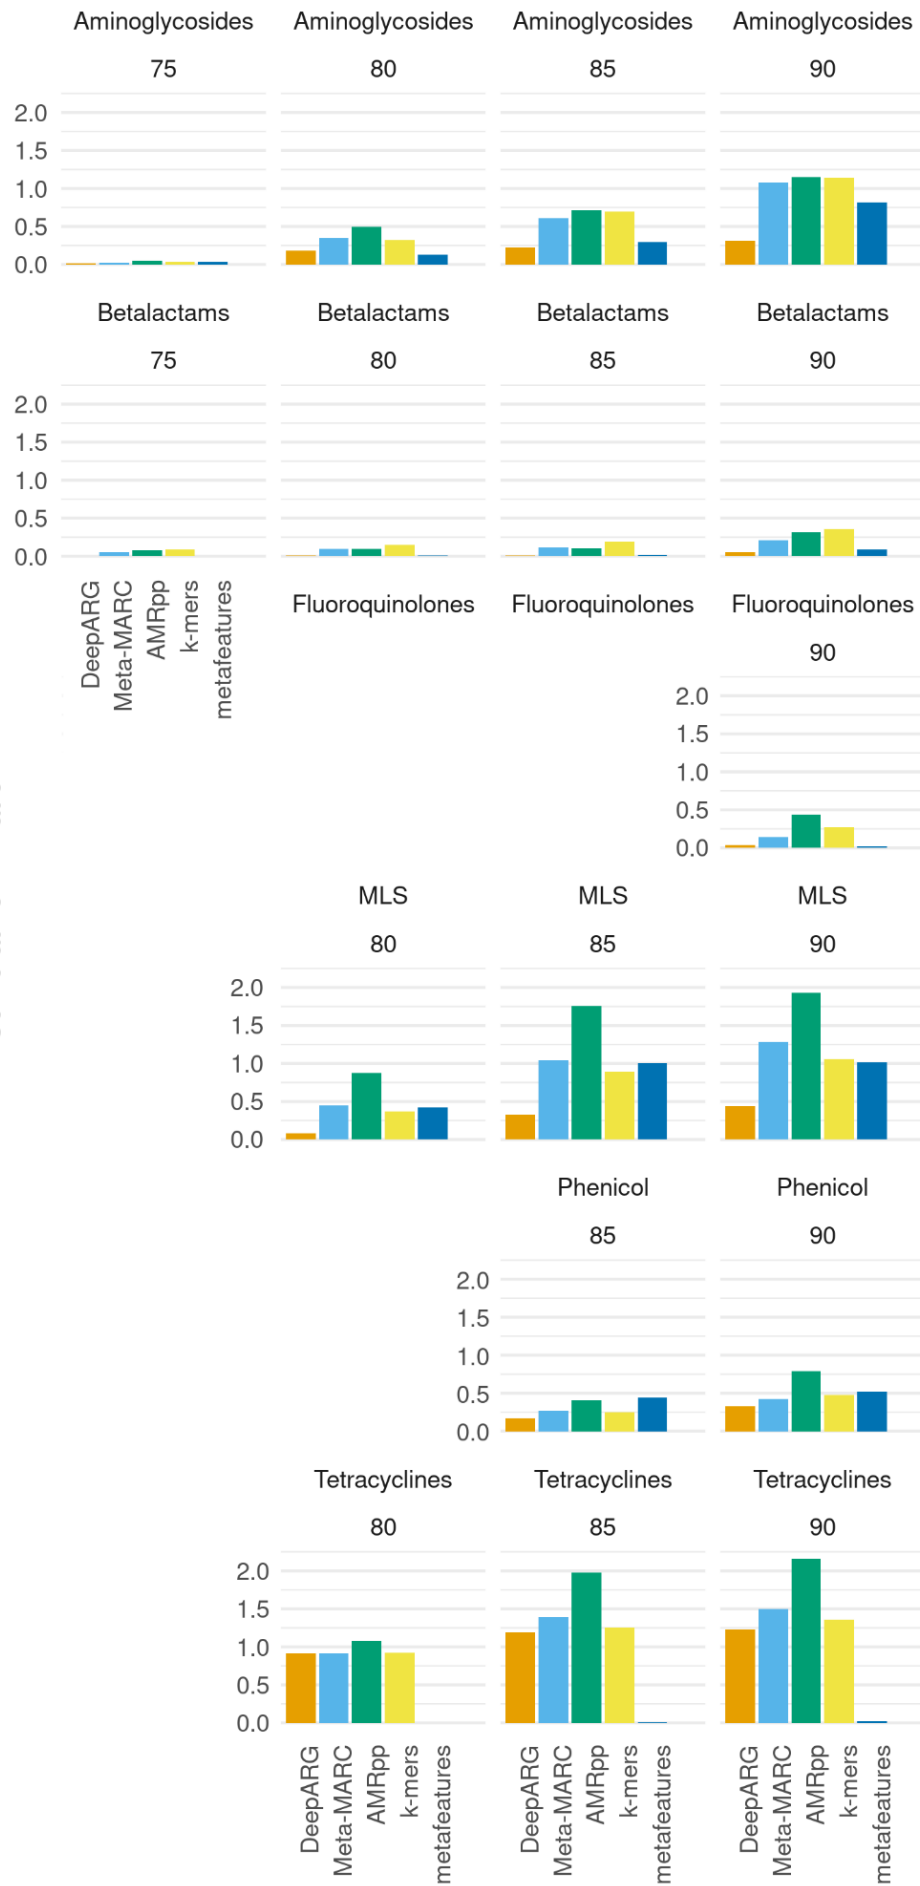 Aminoglycosides Aminoglycosides Aminoglycosides Aminoglycosides
75 80 85 90
2.0
1.5
1.0
0.5
0.0
Betalactams Betalactams Betalactams Betalactams
75 80 85 90
2.0
1.5
1.0
0.5
0.0
DeepARG
Meta-MARC
AMRpp
k-mers
metafeatures
Fluoroquinolones Fluoroquinolones Fluoroquinolones
90
2.0
1.5
1.0
0.5
0.0
MLS MLS MLS
80 85 90
2.0
1.5
1.0
0.5
0.0
Phenicol Phenicol
85 90
2.0
1.5
1.0
0.5
0.0
Tetracyclines Tetracyclines Tetracyclines
80 85 90
2.0
1.5
1.0
0.5
0.0
DeepARG
Meta-MARC
AMRpp
k-mers
metafeatures
DeepARG
Meta-MARC
AMRpp
k-mers
metafeatures
DeepARG
Meta-MARC
AMRpp
k-mers
metafeatures